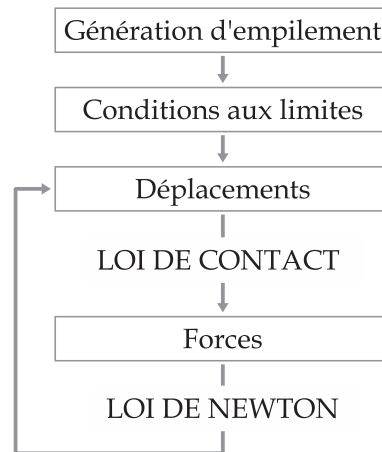 Génération d'empilement
Conditions aux limites
Déplacements
LOI DE CONTACT
Forces
LOI DE NEWTON